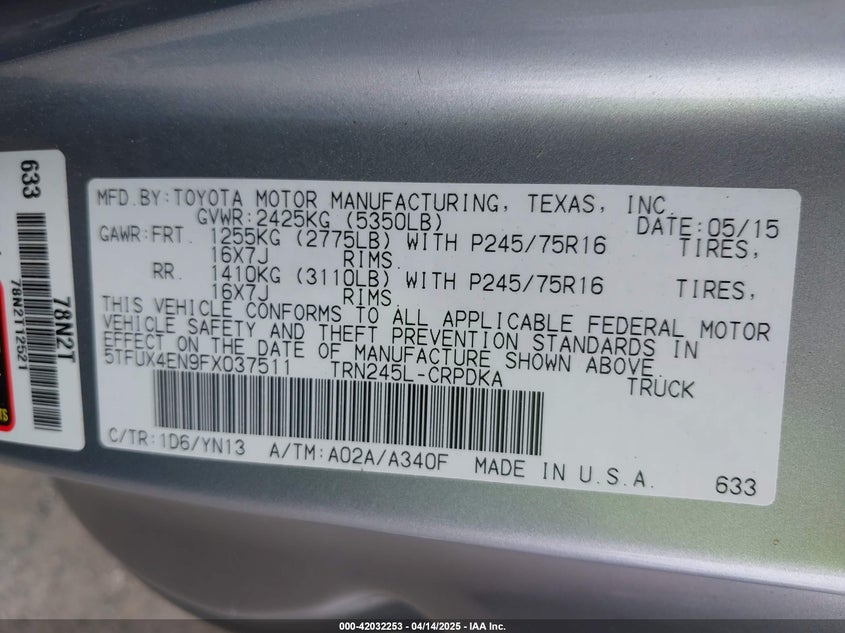 MFD.BY:TOYOTA MOTOR MANUFACTURING, TEXAS, INC.
GVWR:2425KG (5350LB) DATE:05/15
GAWR:FRT. 1255KG (2775LB) WITH P245/75R16 TIRES,
16X7J RIMS
RR. 1410KG (3110LB) WITH P245/75R16 TIRES,
16X7J RIMS
THIS VEHICLE CONFORMS TO ALL APPLICABLE FEDERAL MOTOR
VEHICLE SAFETY AND THEFT PREVENTION STANDARDS IN
EFFECT ON THE DATE OF MANUFACTURE SHOWN ABOVE.
5TFUX4EN9FX037511 TRN245L-CRPDKA TRUCK
C/TR:1D6/YN13 A/TM:A02A/A340F MADE IN U.S.A.
633
633
78N2T
78N2T12521
000-42032253 - 04/14/2025 - IAA Inc.